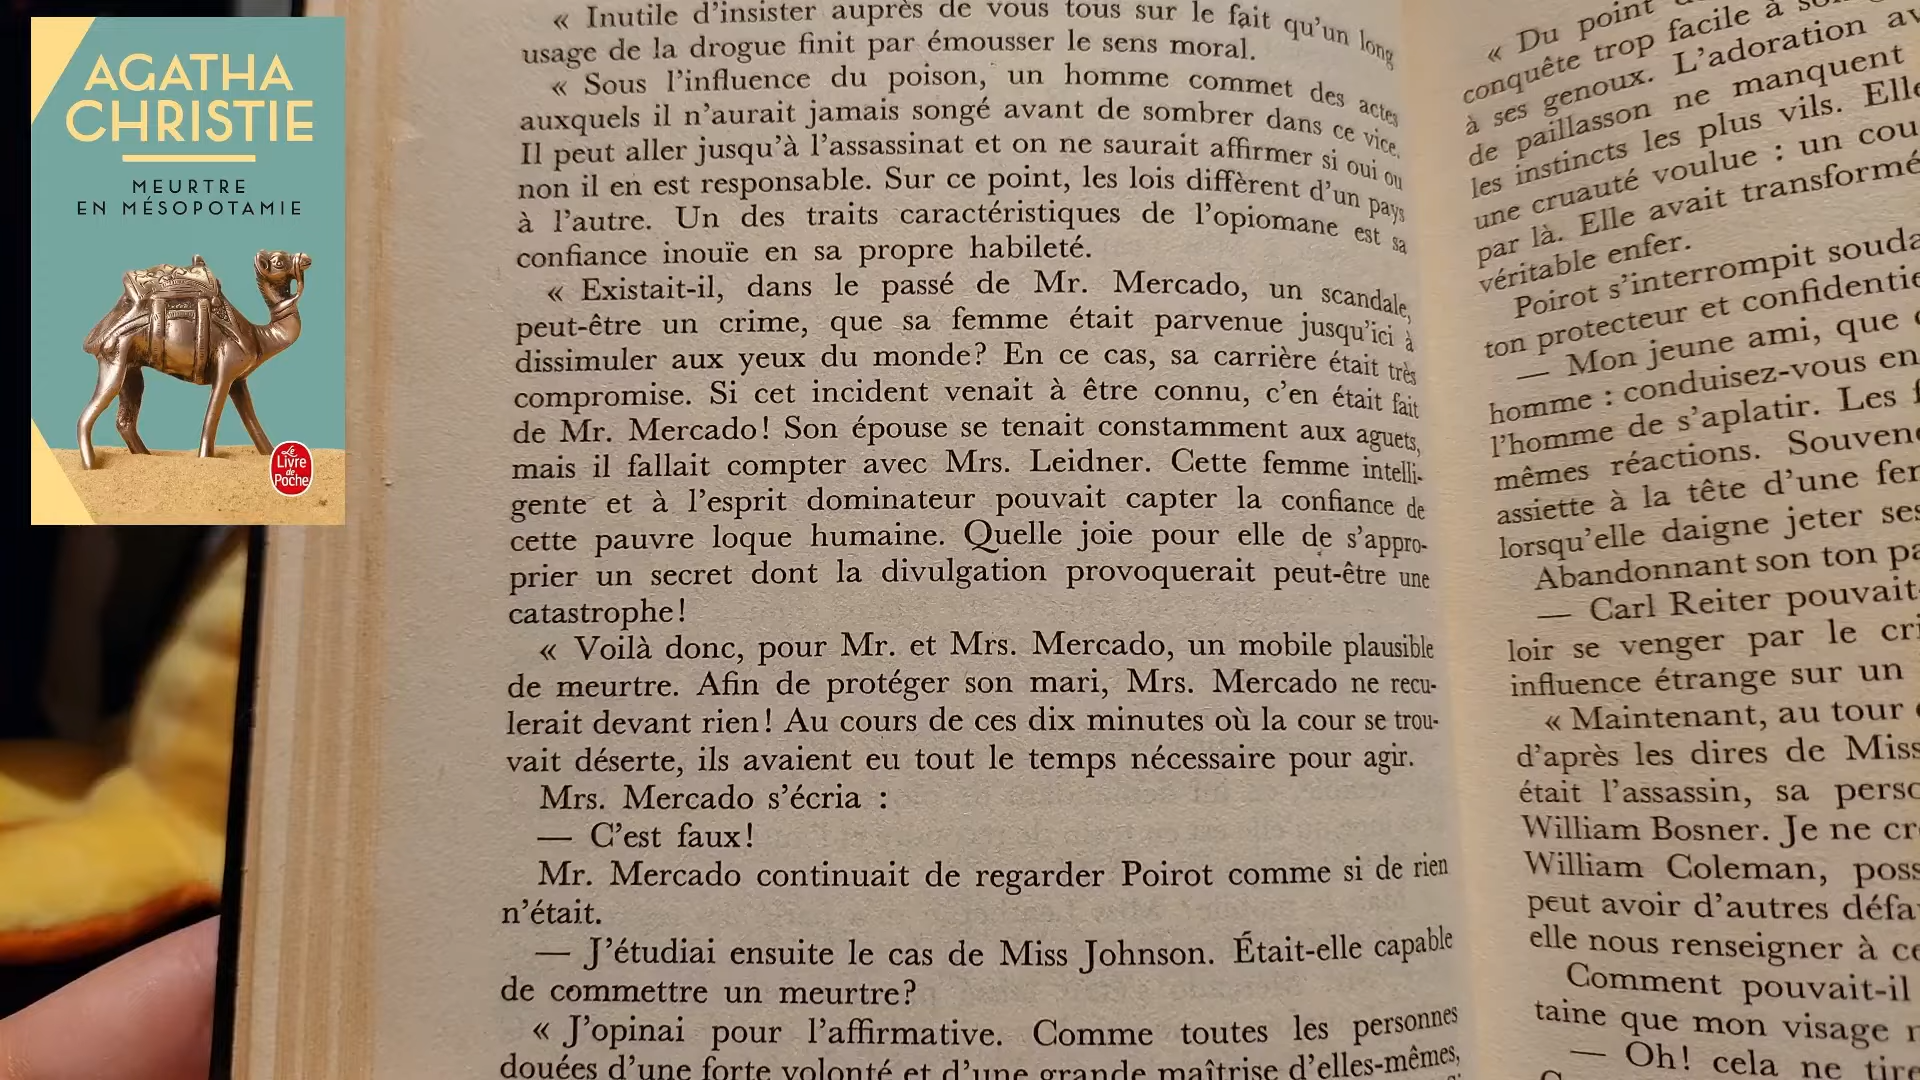 AGATHA
CHRISTIE
MEURTRE
EN MÉSOPOTAMIE
Le
Livre
de
Poche
« Inutile d'insister auprès de vous tous sur le fait qu'un long
usage de la drogue finit par émousser le sens moral.
« Sous l'influence du poison, un homme commet des actes
auxquels il n'aurait jamais songé avant de sombrer dans ce vice.
Il peut aller jusqu'à l'assassinat et on ne saurait affirmer si oui ou
non il en est responsable. Sur ce point, les lois diffèrent d'un pays
à l'autre. Un des traits caractéristiques de l'opiomane est sa
confiance inouïe en sa propre habileté.
« Existait-il, dans le passé de Mr. Mercado, un scandale,
peut-être un crime, que sa femme était parvenue jusqu'ici à
dissimuler aux yeux du monde? En ce cas, sa carrière était très
compromise. Si cet incident venait à être connu, c'en était fait
de Mr. Mercado! Son épouse se tenait constamment aux aguets,
mais il fallait compter avec Mrs. Leidner. Cette femme intelli-
gente et à l'esprit dominateur pouvait capter la confiance de
cette pauvre loque humaine. Quelle joie pour elle de s'appro-
prier un secret dont la divulgation provoquerait peut-être une
catastrophe!
« Voilà donc, pour Mr. et Mrs. Mercado, un mobile plausible
de meurtre. Afin de protéger son mari, Mrs. Mercado ne recu-
lerait devant rien! Au cours de ces dix minutes où la cour se trou-
vait déserte, ils avaient eu tout le temps nécessaire pour agir.
Mrs. Mercado s'écria :
— C'est faux!
Mr. Mercado continuait de regarder Poirot comme si de rien
n'était.
— J'étudiai ensuite le cas de Miss Johnson. Était-elle capable
de commettre un meurtre?
« J'opinai pour l'affirmative. Comme toutes les personnes
douées d'une forte volonté et d'une grande maîtrise d'elles-mêmes,
« Du point
conquête trop facile à
à ses genoux. L'adoration
de paillasson ne manquent
les instincts les plus vils. Elle
une cruauté voulue : un
par là. Elle avait transformé
véritable enfer.
Poirot s'interrompit
ton protecteur et
— Mon jeune ami, que
homme : conduisez-vous en
l'homme de s'aplatir. Les
mêmes réactions.
assiette à la tête d'une
lorsqu'elle daigne jeter
Abandonnant son ton
— Carl Reiter pouvait-
loir se venger par le
influence étrange sur un
« Maintenant, au tour
d'après les dires de Miss
était l'assassin, sa
William Bosner. Je ne
William Coleman,
peut avoir d'autres
elle nous renseigner à
Comment pouvait-il
taine que mon visage
— Oh! cela ne